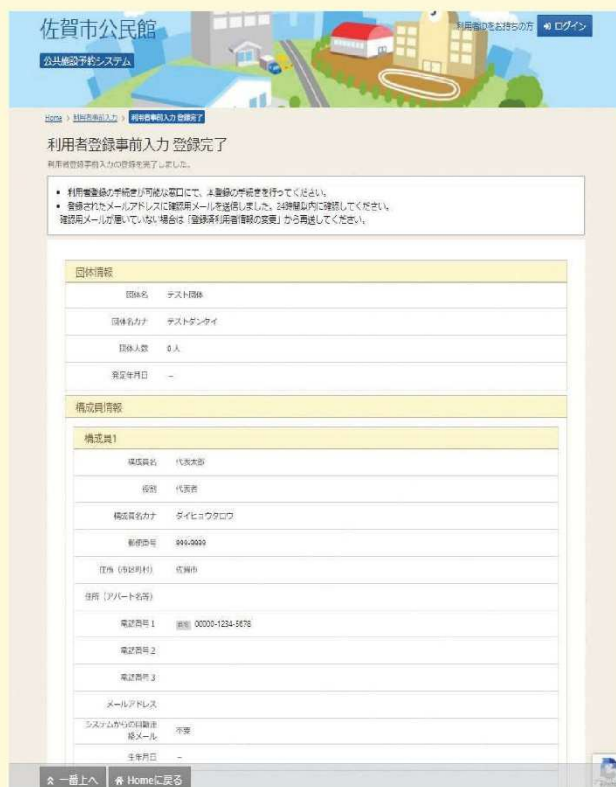 佐賀市公民館
公共施設予約システム
利用者IDをお持ちの方 ログイン
Home > 利用者事前入力 > 利用者事前入力 登録完了
利用者登録事前入力 登録完了
利用者登録事前入力の登録を完了しました。
• 利用者登録の手続きが可能な窓口にて、本登録の手続きを行ってください。
• 登録されたメールアドレスに確認用メールを送信しました。24時間以内に確認してください。
確認用メールが届いていない場合は「登録済利用者情報の変更」から再送してください。
団体情報
団体名 テスト団体
団体名カナ テストダンタイ
団体人数 0 人
発足年月日 –
構成員情報
構成員1
構成員名 代表太郎
役割 代表者
構成員名カナ ダイヒョウタロウ
郵便番号 999-9999
住所（市区町村） 佐賀市
住所（アパート名等）
電話番号1 00000-1234-5678
電話番号2
電話番号3
メールアドレス
システムからの自動連
絡メール 不要
生年月日 –
一番上へ Homeに戻る